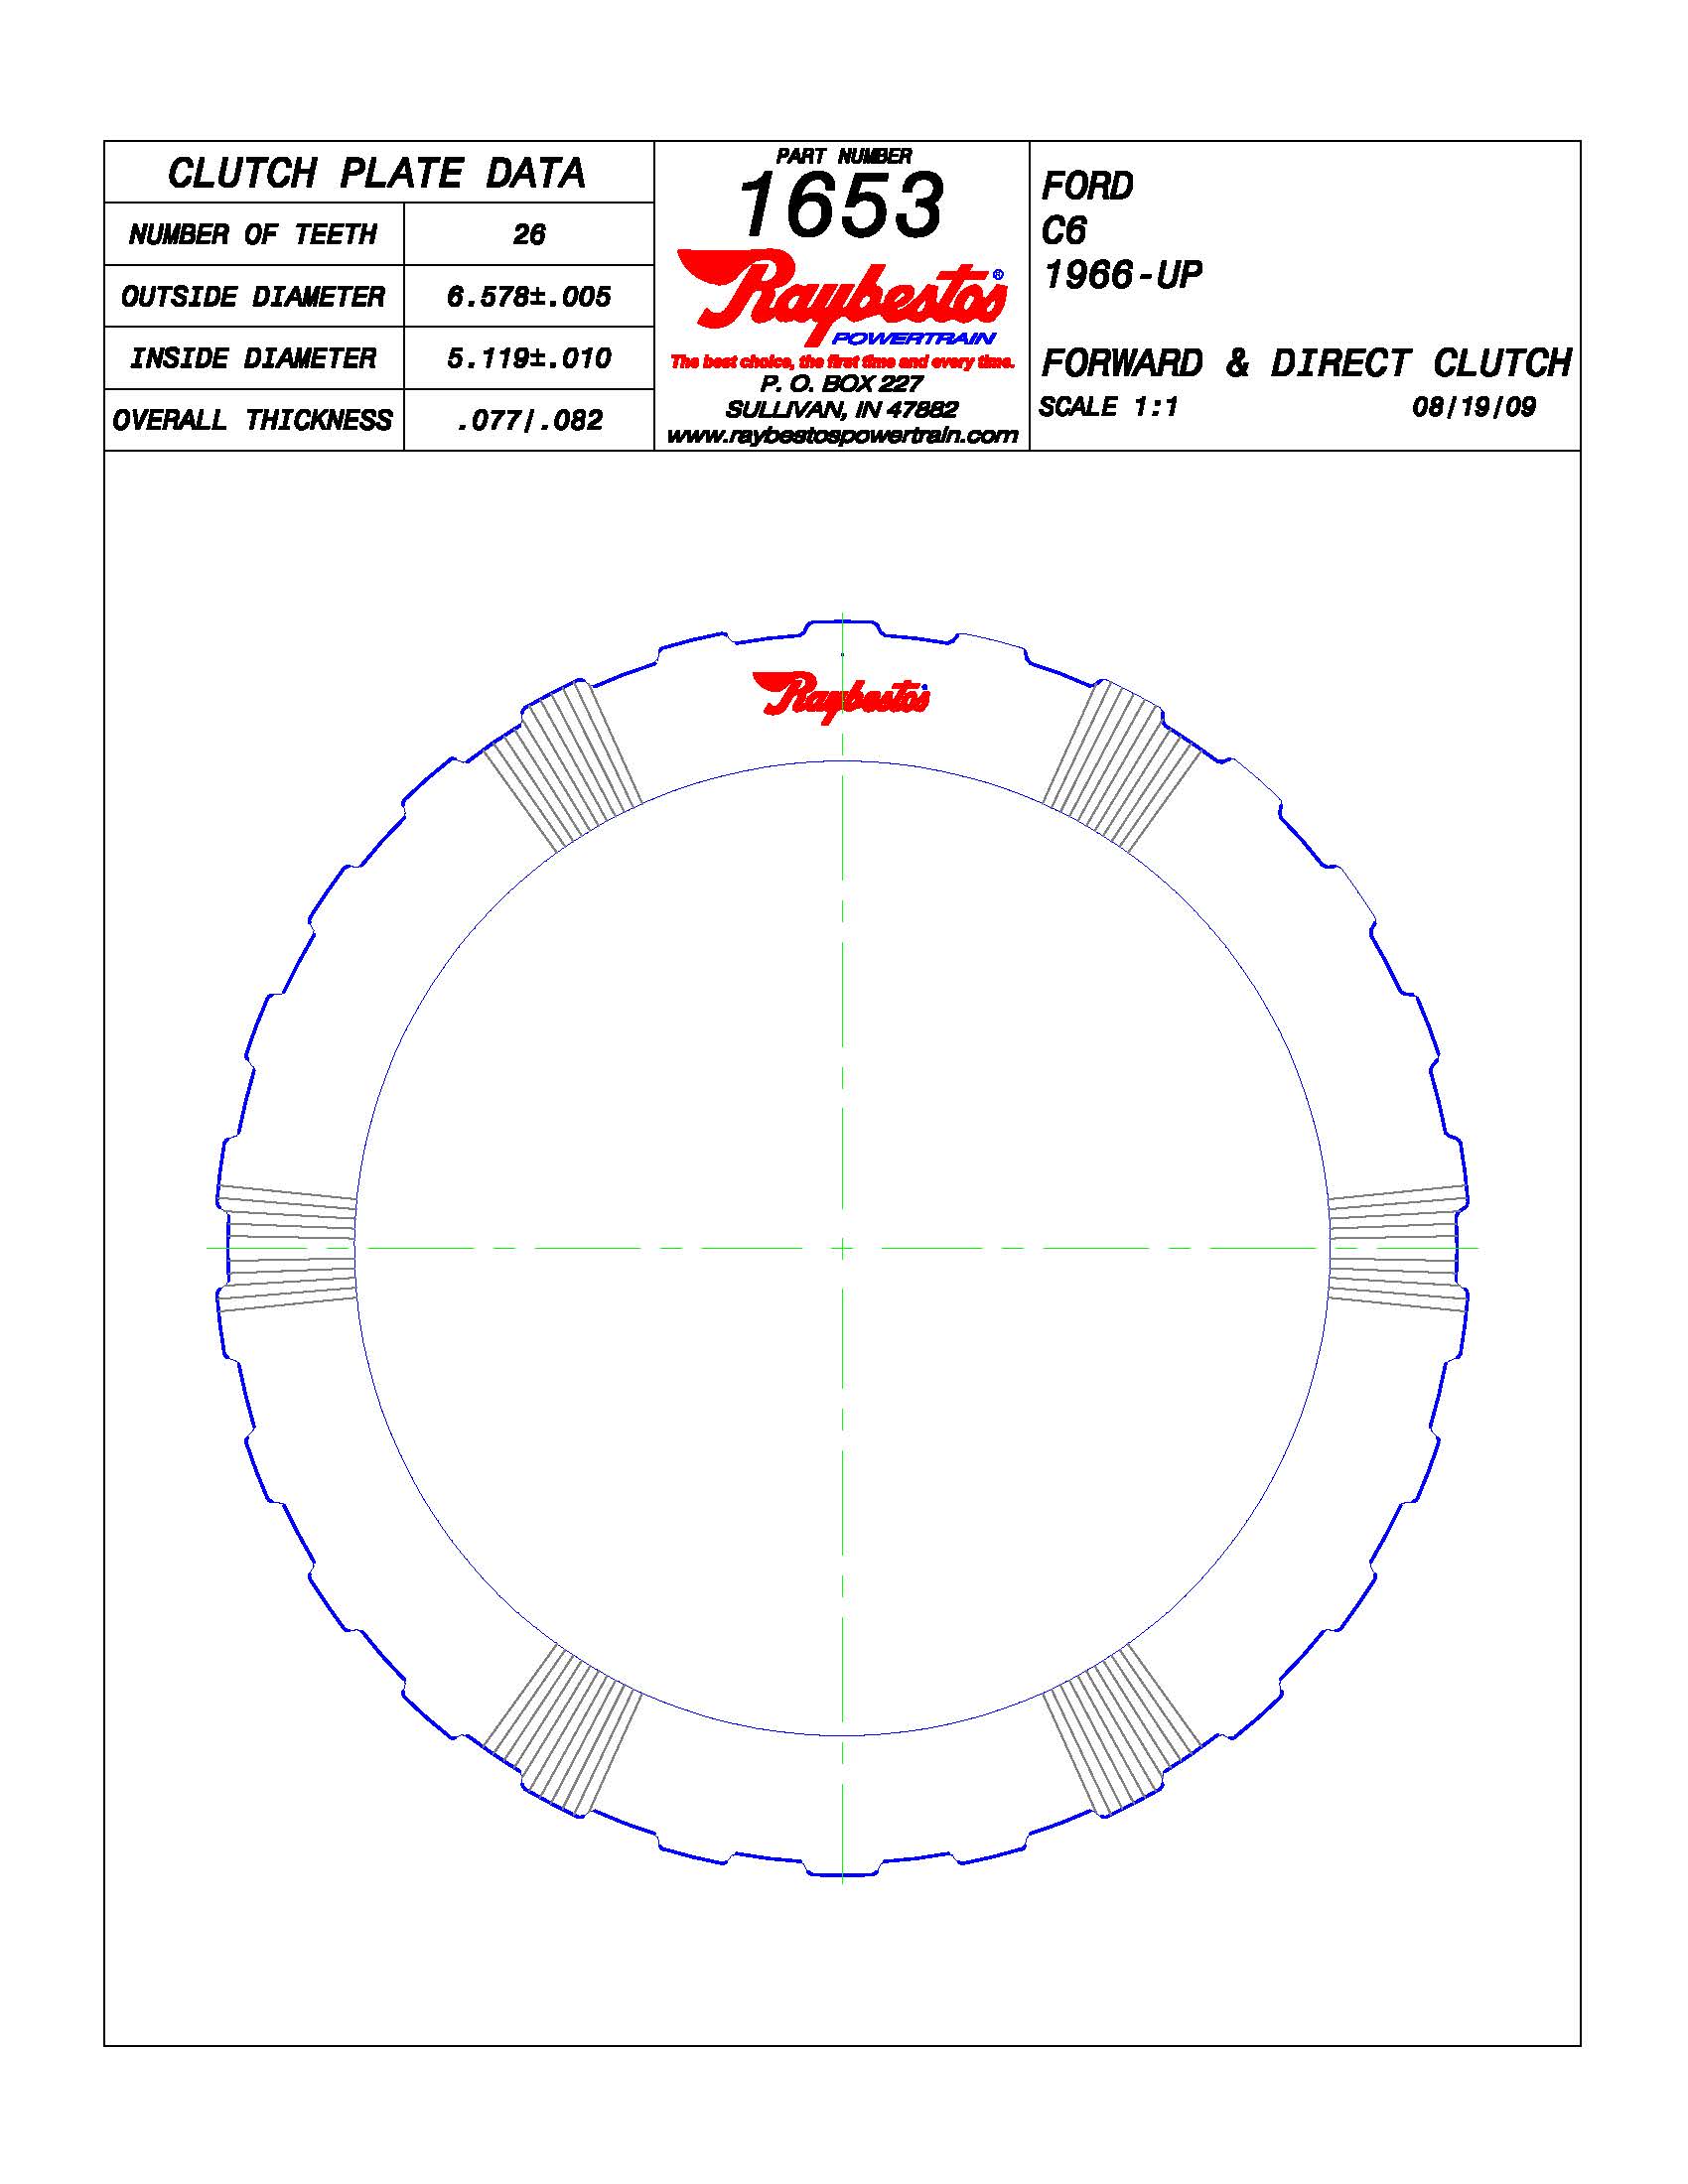 CLUTCH PLATE DATA
NUMBER OF TEETH 26
OUTSIDE DIAMETER 6.578±.005
INSIDE DIAMETER 5.119±.010
OVERALL THICKNESS .077/.082
PART NUMBER
1653
Raybestos®
POWERTRAIN
The best choice, the first time and every time.
P. O. BOX 227
SULLIVAN, IN 47882
www.raybestospowertrain.com
FORD
C6
1966-UP
FORWARD & DIRECT CLUTCH
SCALE 1:1 08/19/09
Raybestos